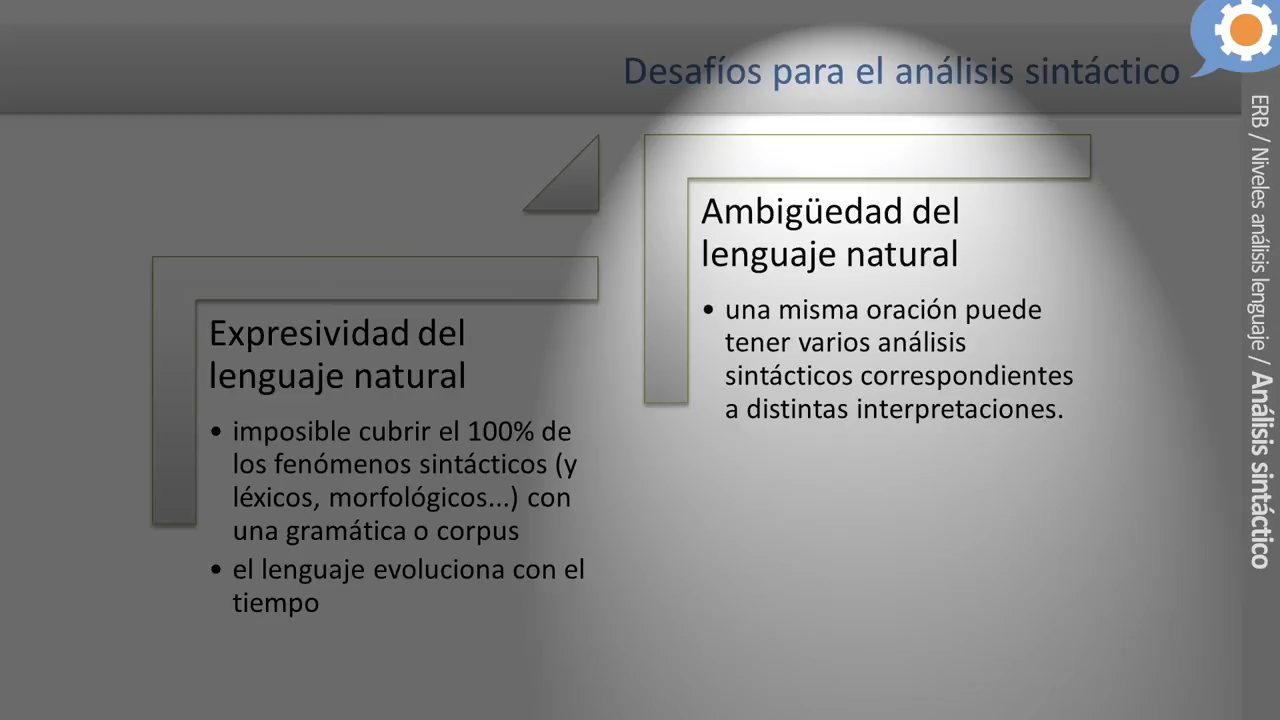 Desafíos para el análisis sintáctico
Expresividad del
lenguaje natural
• imposible cubrir el 100% de
los fenómenos sintácticos (y
léxicos, morfológicos...) con
una gramática o corpus
• el lenguaje evoluciona con el
tiempo
Ambigüedad del
lenguaje natural
• una misma oración puede
tener varios análisis
sintácticos correspondientes
a distintas interpretaciones.
ERB / Niveles análisis lenguaje / Análisis sintáctico